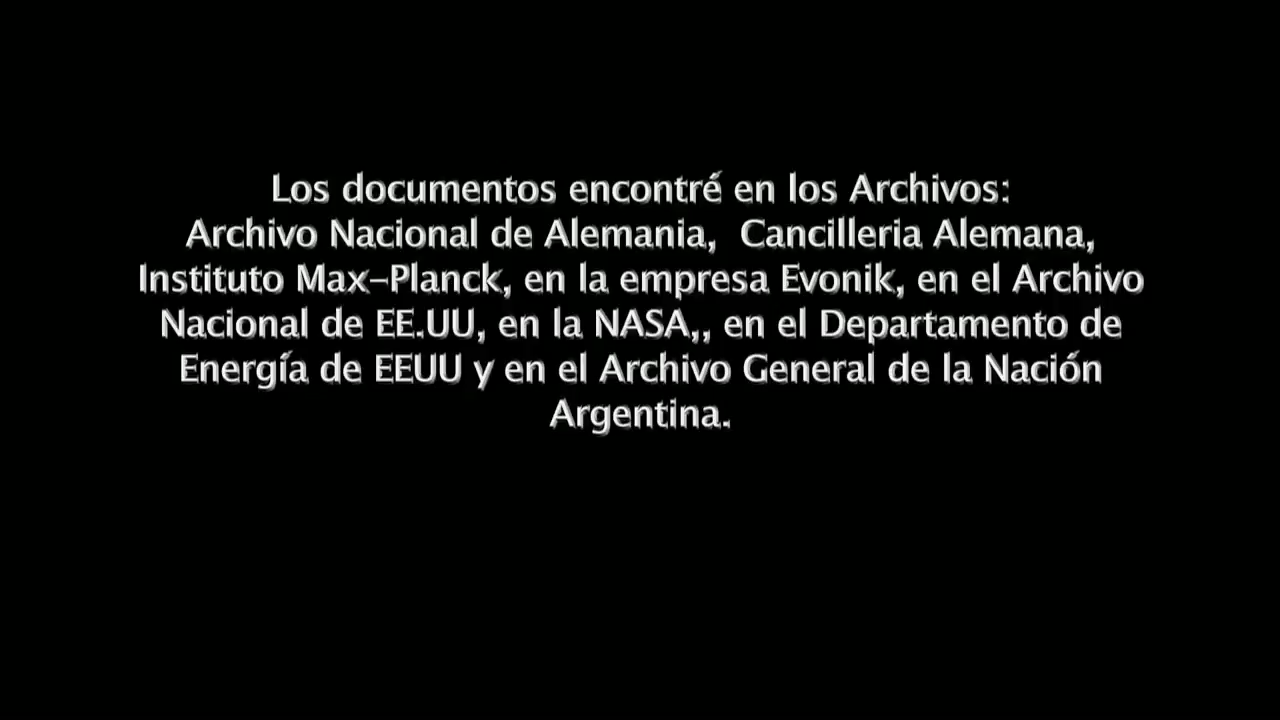 Los documentos encontré en los Archivos:
Archivo Nacional de Alemania,  Cancilleria Alemana,
Instituto Max-Planck, en la empresa Evonik, en el Archivo
Nacional de EE.UU, en la NASA,, en el Departamento de
Energía de EEUU y en el Archivo General de la Nación
Argentina.